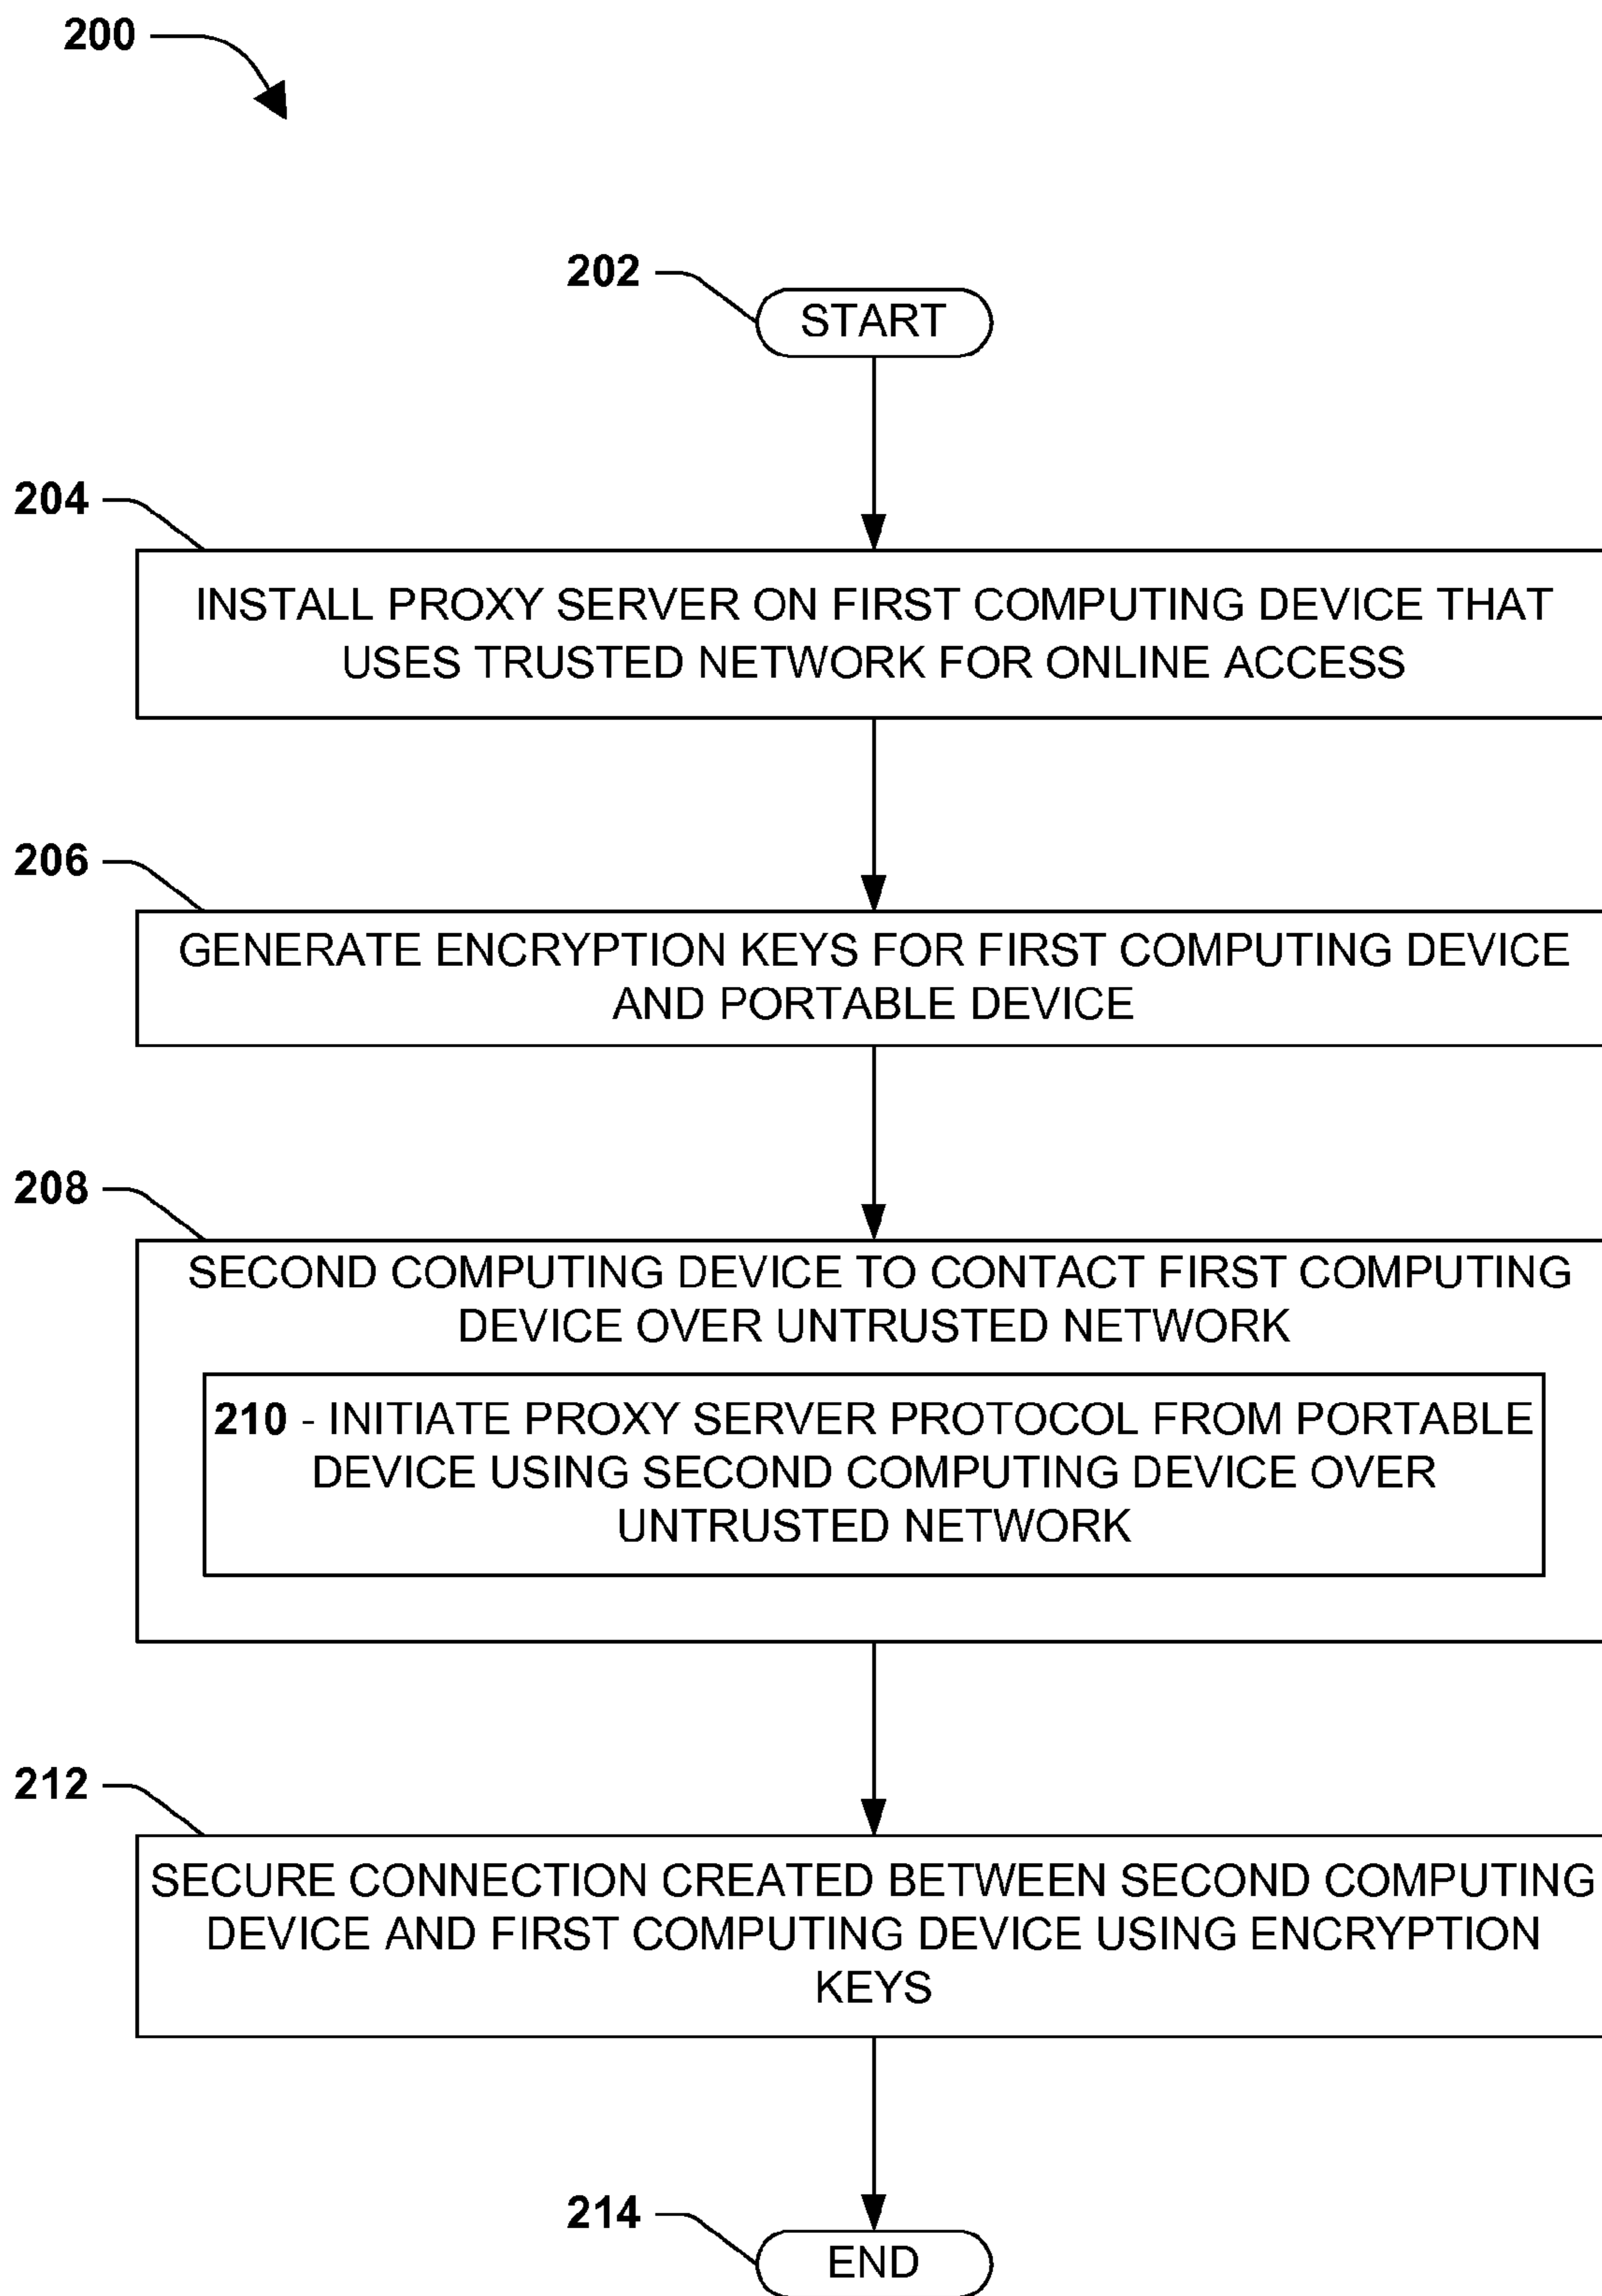 200
202
START
204
INSTALL PROXY SERVER ON FIRST COMPUTING DEVICE THAT
USES TRUSTED NETWORK FOR ONLINE ACCESS
206
GENERATE ENCRYPTION KEYS FOR FIRST COMPUTING DEVICE
AND PORTABLE DEVICE
208
SECOND COMPUTING DEVICE TO CONTACT FIRST COMPUTING
DEVICE OVER UNTRUSTED NETWORK
210 - INITIATE PROXY SERVER PROTOCOL FROM PORTABLE
DEVICE USING SECOND COMPUTING DEVICE OVER
UNTRUSTED NETWORK
212
SECURE CONNECTION CREATED BETWEEN SECOND COMPUTING
DEVICE AND FIRST COMPUTING DEVICE USING ENCRYPTION
KEYS
214
END